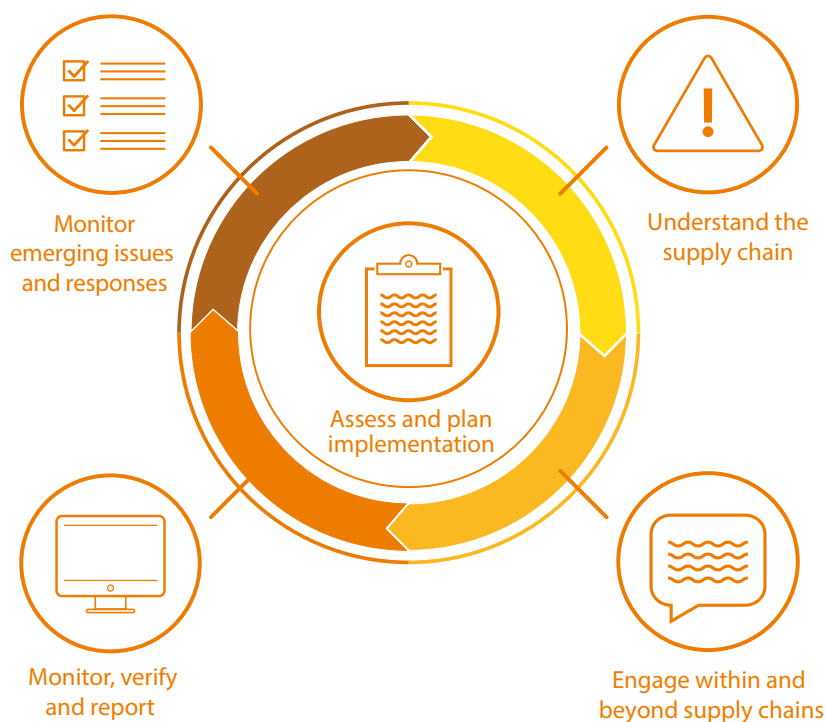 Monitor
emerging issues
and responses
Understand the
supply chain
Assess and plan
implementation
Monitor, verify
and report
Engage within and
beyond supply chains